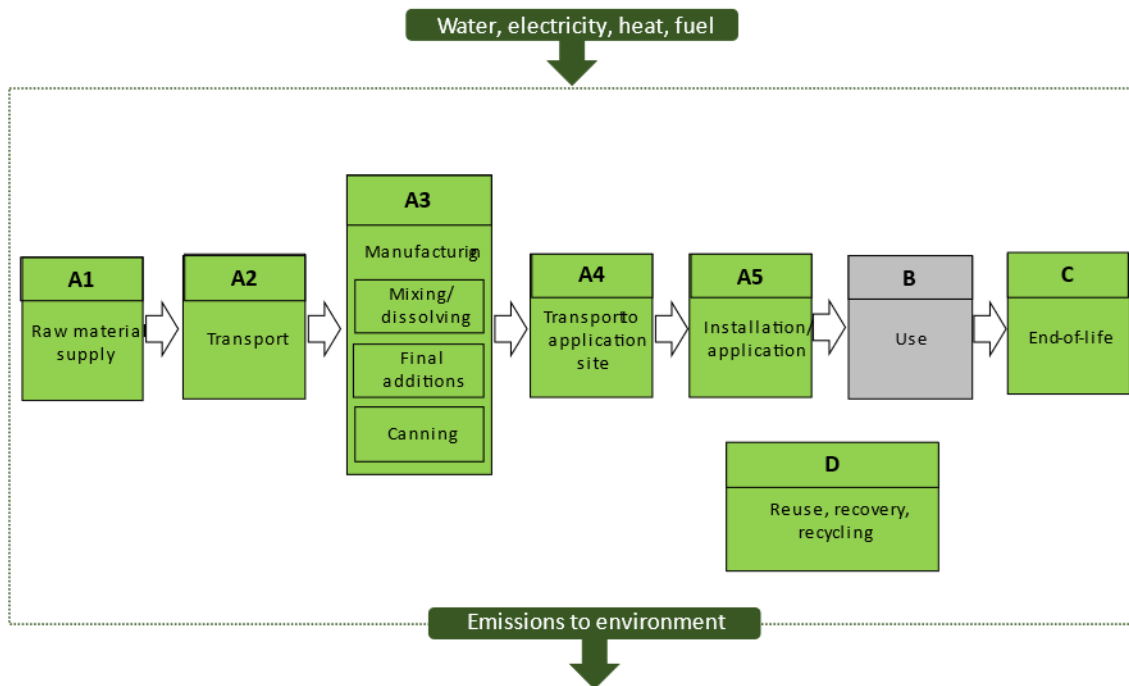 Water, electricity, heat, fuel
A1
Raw material
supply
A2
Transport
A3
Manufacturing
Mixing/
dissolving
Final
additions
Canning
A4
Transport to
application
site
A5
Installation/
application
B
Use
C
End-of-life
D
Reuse, recovery,
recycling
Emissions to environment